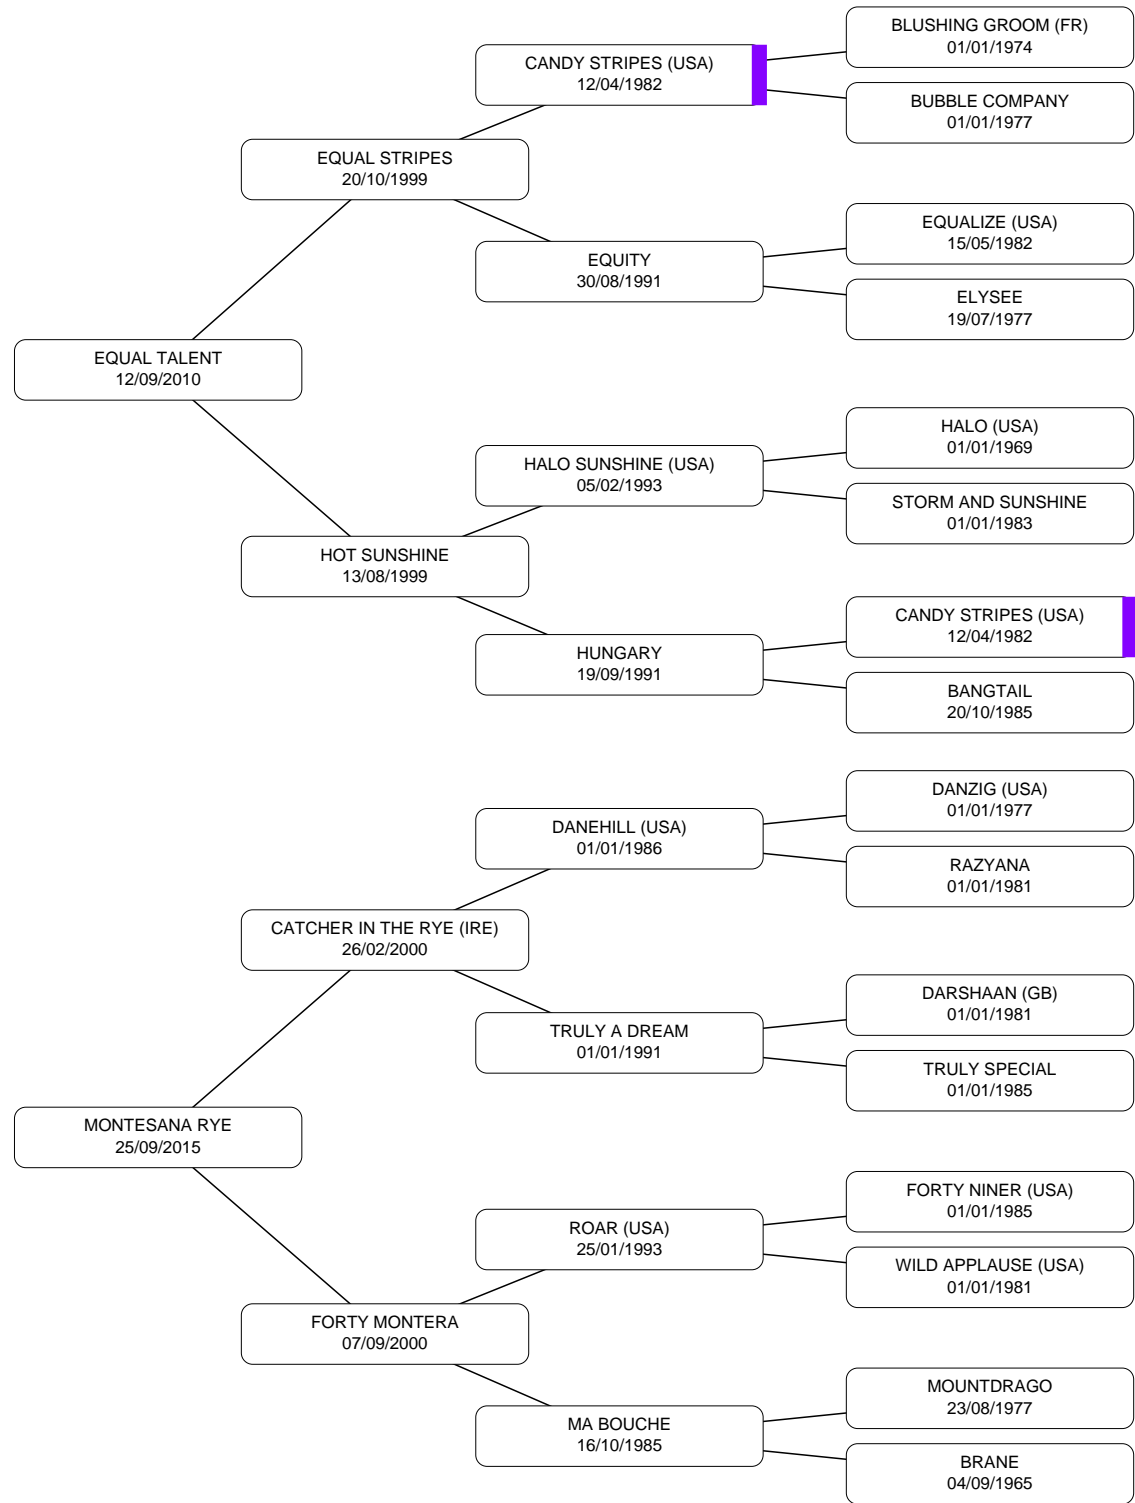 BLUSHING GROOM (FR)
01/01/1974
CANDY STRIPES (USA)
12/04/1982
BUBBLE COMPANY
01/01/1977
EQUAL STRIPES
20/10/1999
EQUALIZE (USA)
15/05/1982
EQUITY
30/08/1991
ELYSEE
19/07/1977
EQUAL TALENT
12/09/2010
HALO (USA)
01/01/1969
HALO SUNSHINE (USA)
05/02/1993
STORM AND SUNSHINE
01/01/1983
HOT SUNSHINE
13/08/1999
CANDY STRIPES (USA)
12/04/1982
HUNGARY
19/09/1991
BANGTAIL
20/10/1985
DANZIG (USA)
01/01/1977
DANEHILL (USA)
01/01/1986
RAZYANA
01/01/1981
CATCHER IN THE RYE (IRE)
26/02/2000
DARSHAAN (GB)
01/01/1981
TRULY A DREAM
01/01/1991
TRULY SPECIAL
01/01/1985
MONTESANA RYE
25/09/2015
FORTY NINER (USA)
01/01/1985
ROAR (USA)
25/01/1993
WILD APPLAUSE (USA)
01/01/1981
FORTY MONTERA
07/09/2000
MOUNTDRAGO
23/08/1977
MA BOUCHE
16/10/1985
BRANE
04/09/1965